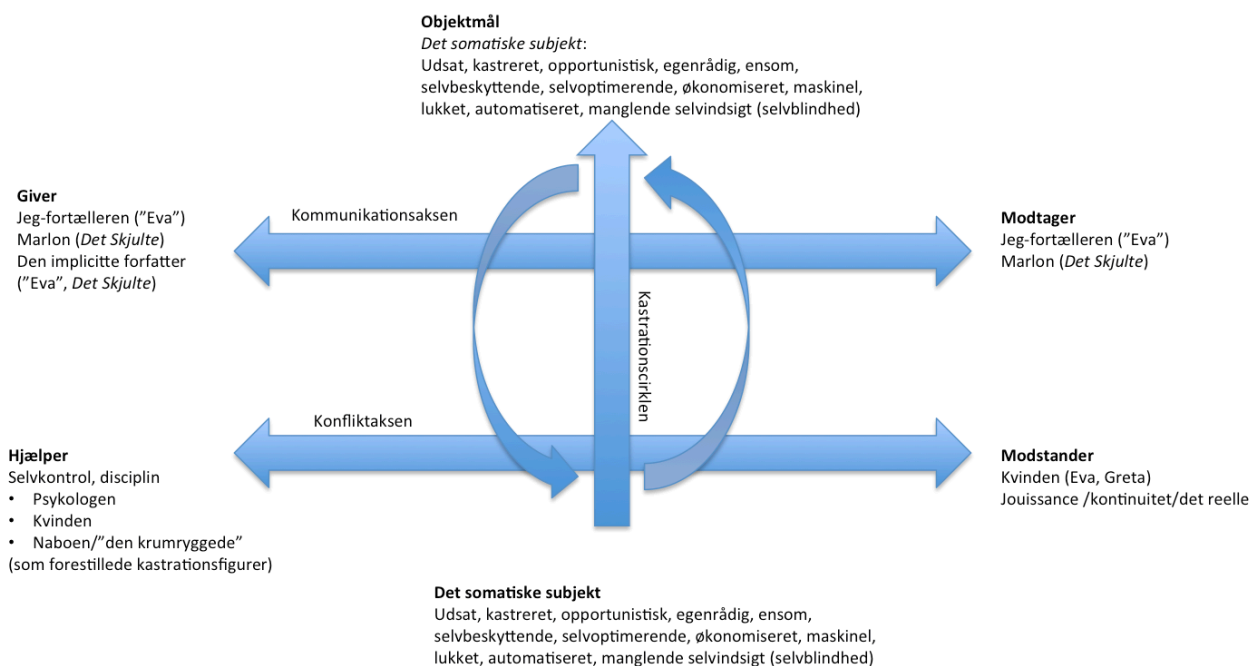 Objektmål
Det somatiske subjekt:
Udsat, kastreret, opportunistisk, egenrådig, ensom,
selvbeskyttende, selvoptimerende, økonomiseret, maskinel,
lukket, automatiseret, manglende selvindsigt (selvblindhed)
Giver
Jeg-fortælleren (”Eva”)
Marlon (Det Skjulte)
Den implicitte forfatter
(”Eva”, Det Skjulte)
Kommunikationsaksen
Modtager
Jeg-fortælleren (”Eva”)
Marlon (Det Skjulte)
Kastrationscirklen
Konfliktaksen
Hjælper
Selvkontrol, disciplin
• Psykologen
• Kvinden
• Naboen/”den krumryggede”
(som forestillede kastrationsfigurer)
Modstander
Kvinden (Eva, Greta)
Jouissance /kontinuitet/det reelle
Det somatiske subjekt
Udsat, kastreret, opportunistisk, egenrådig, ensom,
selvbeskyttende, selvoptimerende, økonomiseret, maskinel,
lukket, automatiseret, manglende selvindsigt (selvblindhed)